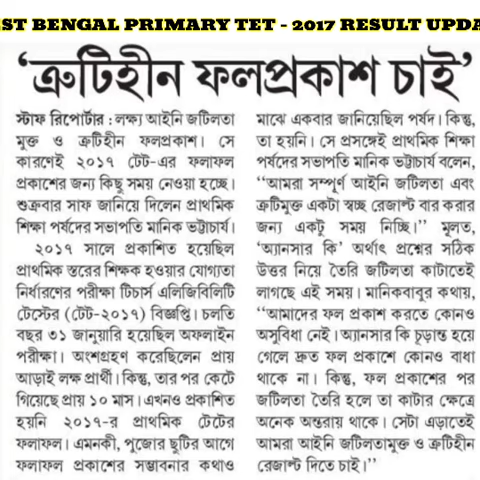 ST BENGAL PRIMARY TET - 2017 RESULT UPDA
‘ত্রুটিহীন ফলপ্রকাশ চাই’
স্টাফ রিপোর্টার : লক্ষ্য আইনি জটিলতা
মুক্ত ও ত্রুটিহীন ফলপ্রকাশ। সে
কারণেই ২০১৭ টেট-এর ফলাফল
প্রকাশের জন্য কিছু সময় নেওয়া হচ্ছে।
শুক্রবার সাফ জানিয়ে দিলেন প্রাথমিক
শিক্ষা পর্ষদের সভাপতি মানিক ভট্টাচার্য।
২০১৭ সালে প্রকাশিত হয়েছিল
প্রাথমিক স্তরের শিক্ষক হওয়ার যোগ্যতা
নির্ধারণের পরীক্ষা টিচার্স এলিজিবিলিটি
টেস্টের (টেট-২০১৭) বিজ্ঞপ্তি। চলতি
বছর ৩১ জানুয়ারি হয়েছিল অফলাইন
পরীক্ষা। অংশগ্রহণ করেছিলেন প্রায়
আড়াই লক্ষ প্রার্থী। কিন্তু, তার পর কেটে
গিয়েছে প্রায় ১০ মাস। এখনও প্রকাশিত
হয়নি ২০১৭-র প্রাথমিক টেটের
ফলাফল। এমনকী, পুজোর ছুটির আগে
ফলাফল প্রকাশের সম্ভাবনার কথাও
মাঝে একবার জানিয়েছিল পর্ষদ। কিন্তু,
তা হয়নি। সে প্রসঙ্গেই প্রাথমিক শিক্ষা
পর্ষদের সভাপতি মানিক ভট্টাচার্য বলেন,
‘‘আমরা সম্পূর্ণ আইনি জটিলতা এবং
ত্রুটিমুক্ত একটা স্বচ্ছ রেজাল্ট বার করার
জন্য একটু সময় নিচ্ছি।’’ মূলত,
‘অ্যানসার কি’ অর্থাৎ প্রশ্নের সঠিক
উত্তর নিয়ে তৈরি জটিলতা কাটাতেই
লাগছে এই সময়। মানিকবাবুর কথায়,
‘‘আমাদের ফল প্রকাশ করতে কোনও
অসুবিধা নেই। অ্যানসার কি চূড়ান্ত হয়ে
গেলে দ্রুত ফল প্রকাশে কোনও বাধা
থাকে না। কিন্তু, ফল প্রকাশের পর
জটিলতা তৈরি হলে তা কাটার ক্ষেত্রে
অনেক অন্তরায় থাকে। সেটা এড়াতেই
আমরা আইনি জটিলতামুক্ত ও ত্রুটিহীন
রেজাল্ট দিতে চাই।’’